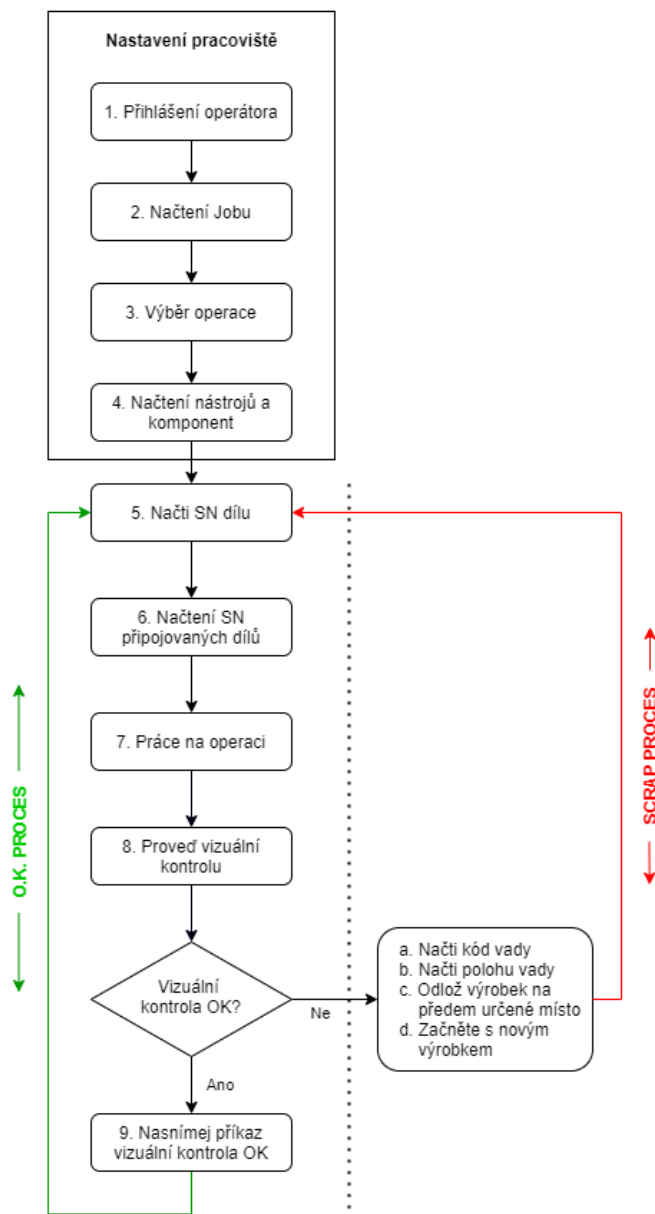 Nastavení pracoviště
1. Přihlášení operátora
2. Načtení Jobu
3. Výběr operace
4. Načtení nástrojů a
komponent
5. Načti SN dílu
6. Načtení SN
připojovaných dílů
7. Práce na operaci
8. Proveď vizuální
kontrolu
Vizuální
kontrola OK?
Ne
a. Načti kód vady
b. Načti polohu vady
c. Odlož výrobek na
předem určené místo
d. Začněte s novým
výrobkem
Ano
9. Nasnímej příkaz
vizuální kontrola OK
O.K. PROCES
SCRAP PROCES